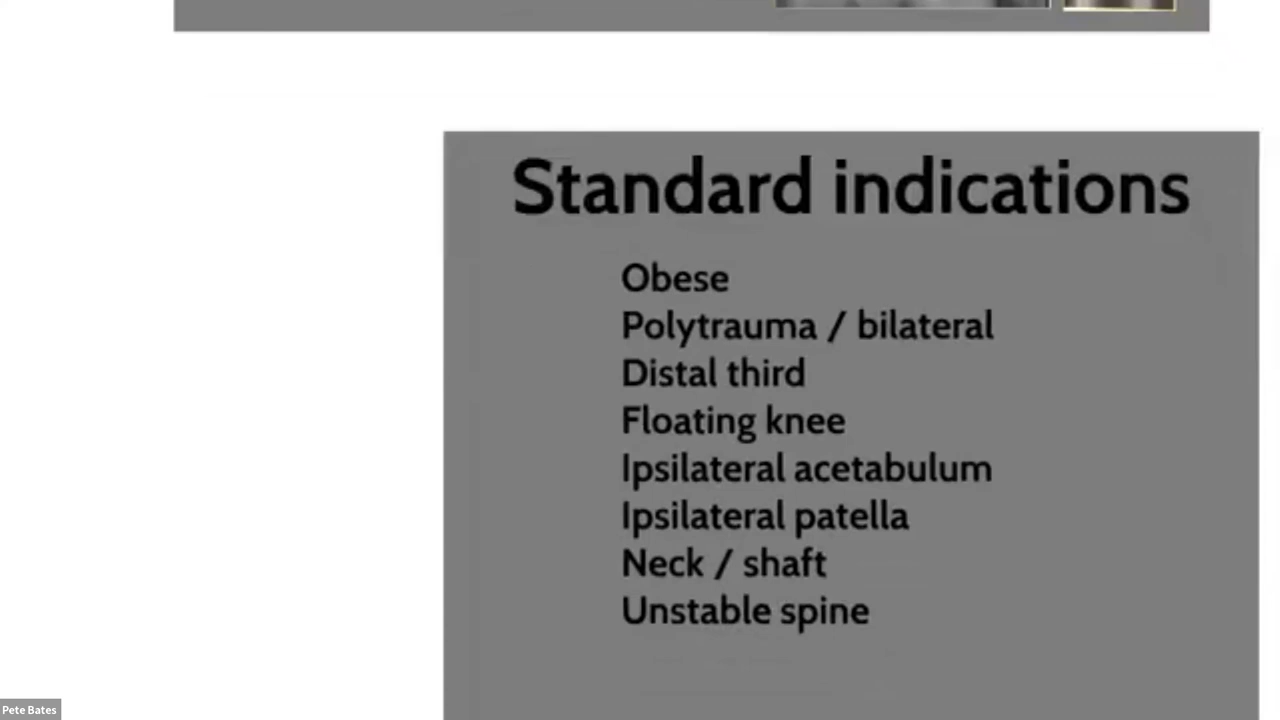 Standard indications
Obese
Polytrauma / bilateral
Distal third
Floating knee
Ipsilateral acetabulum
Ipsilateral patella
Neck / shaft
Unstable spine
Pete Bates